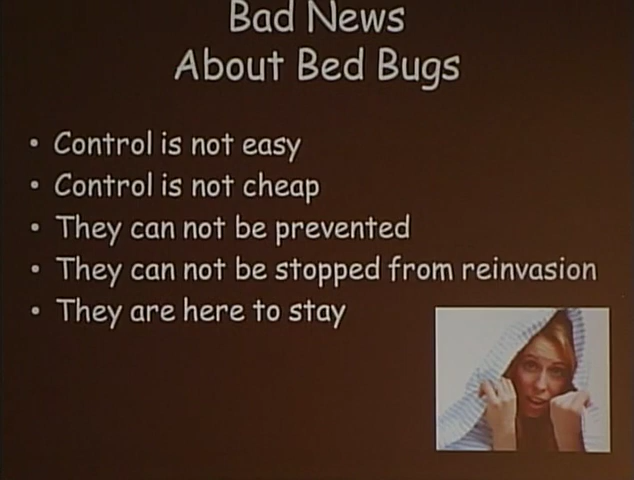 Bad News
About Bed Bugs
• Control is not easy
• Control is not cheap
• They can not be prevented
• They can not be stopped from reinvasion
• They are here to stay